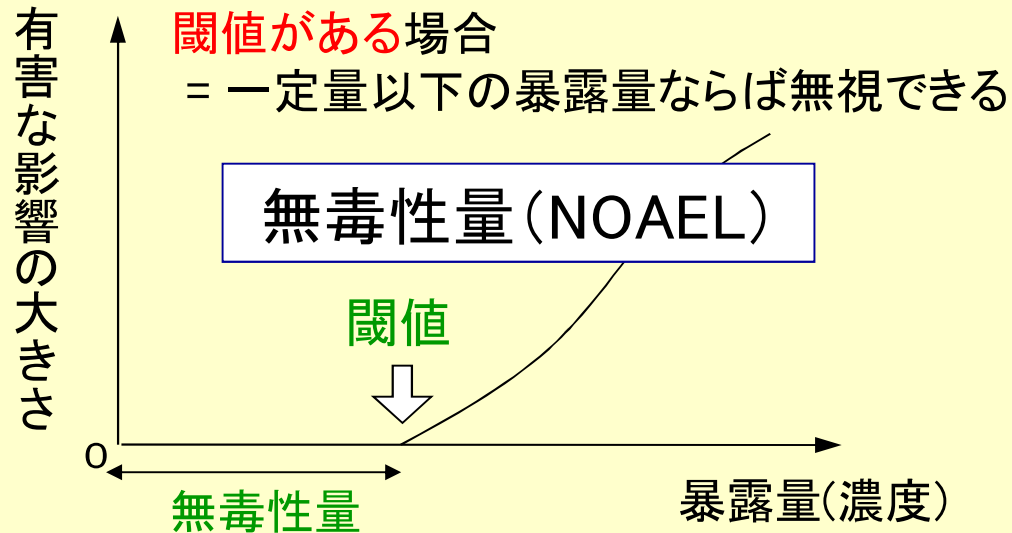 有害な影響の大きさ
閾値がある場合
= 一定量以下の暴露量ならば無視できる
無毒性量(NOAEL)
閾値
0
無毒性量
暴露量(濃度)